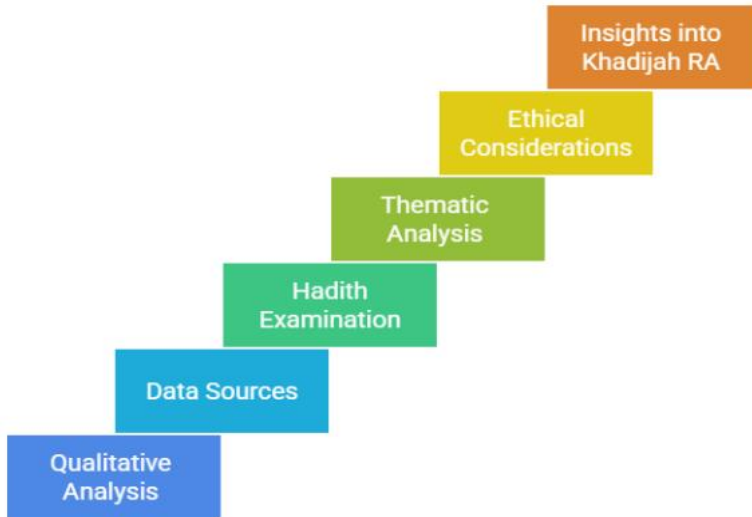 Insights into
Khadijah RA
Ethical
Considerations
Thematic
Analysis
Hadith
Examination
Data Sources
Qualitative
Analysis